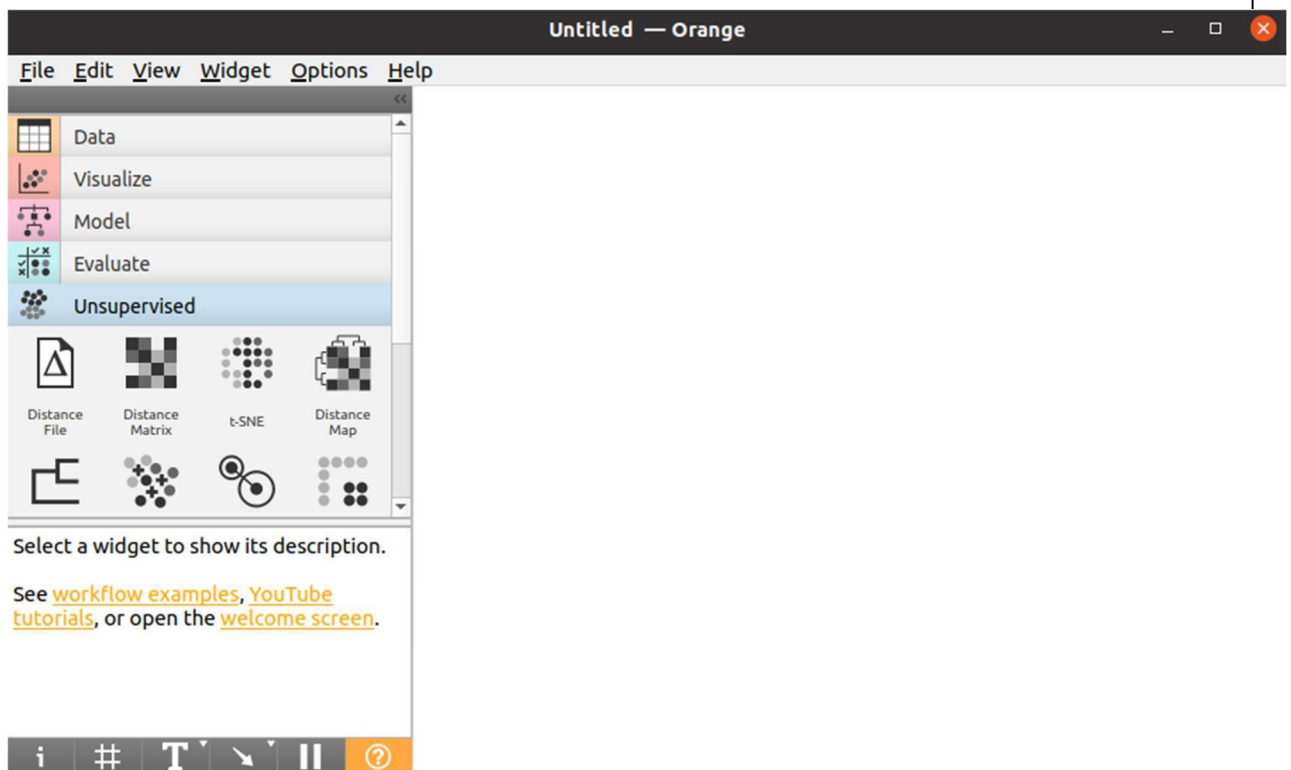 Untitled — Orange
File Edit View Widget Options Help
Data
Visualize
Model
Evaluate
Unsupervised
Distance File
Distance Matrix
t-SNE
Distance Map
Select a widget to show its description.
See workflow examples, YouTube
tutorials, or open the welcome screen.